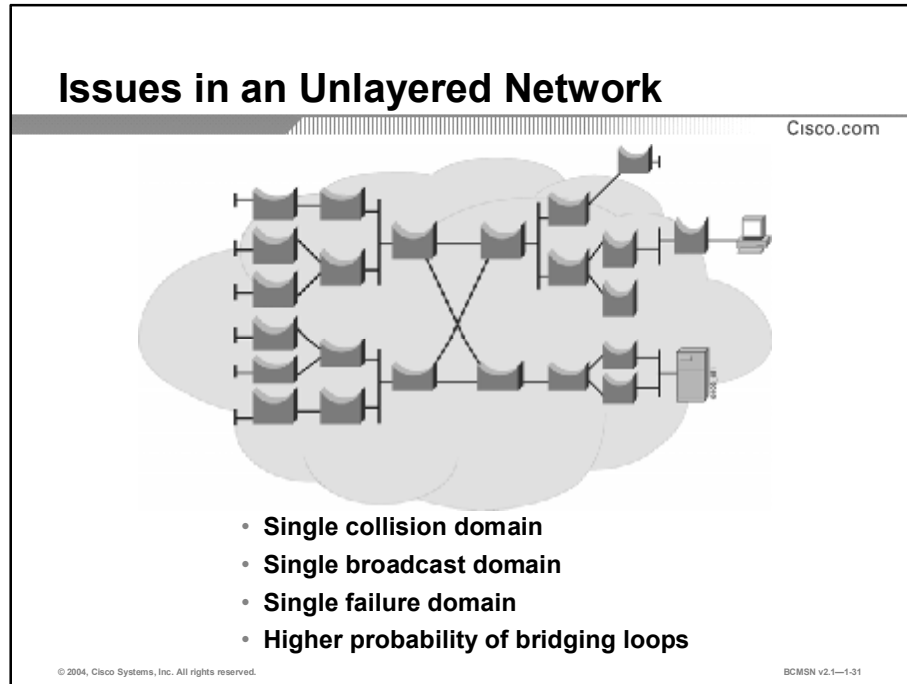 Issues in an Unlayered Network
Cisco.com
• Single collision domain
• Single broadcast domain
• Single failure domain
• Higher probability of bridging loops
© 2004, Cisco Systems, Inc. All rights reserved.
BCMSN v2.1—1-31